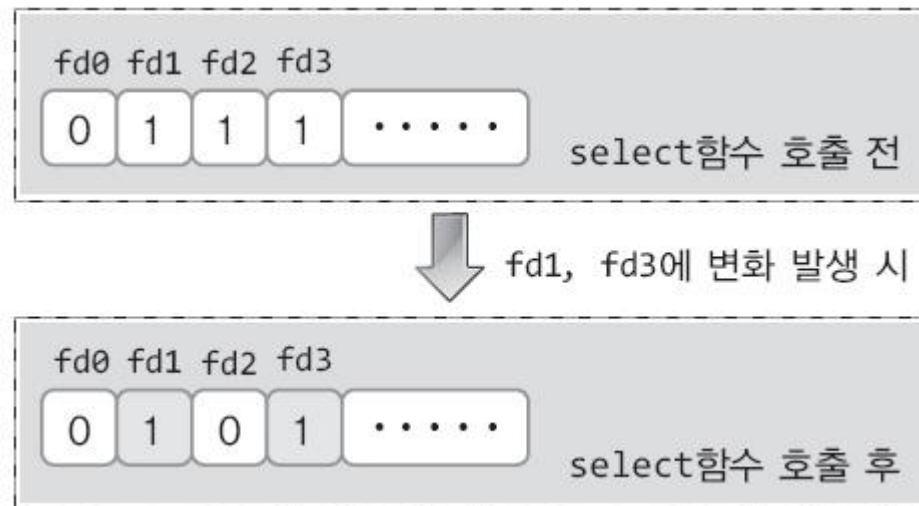 fd0 fd1 fd2 fd3
0 1 1 1 ·····
select함수 호출 전
fd1, fd3에 변화 발생 시
fd0 fd1 fd2 fd3
0 1 0 1 ·····
select함수 호출 후